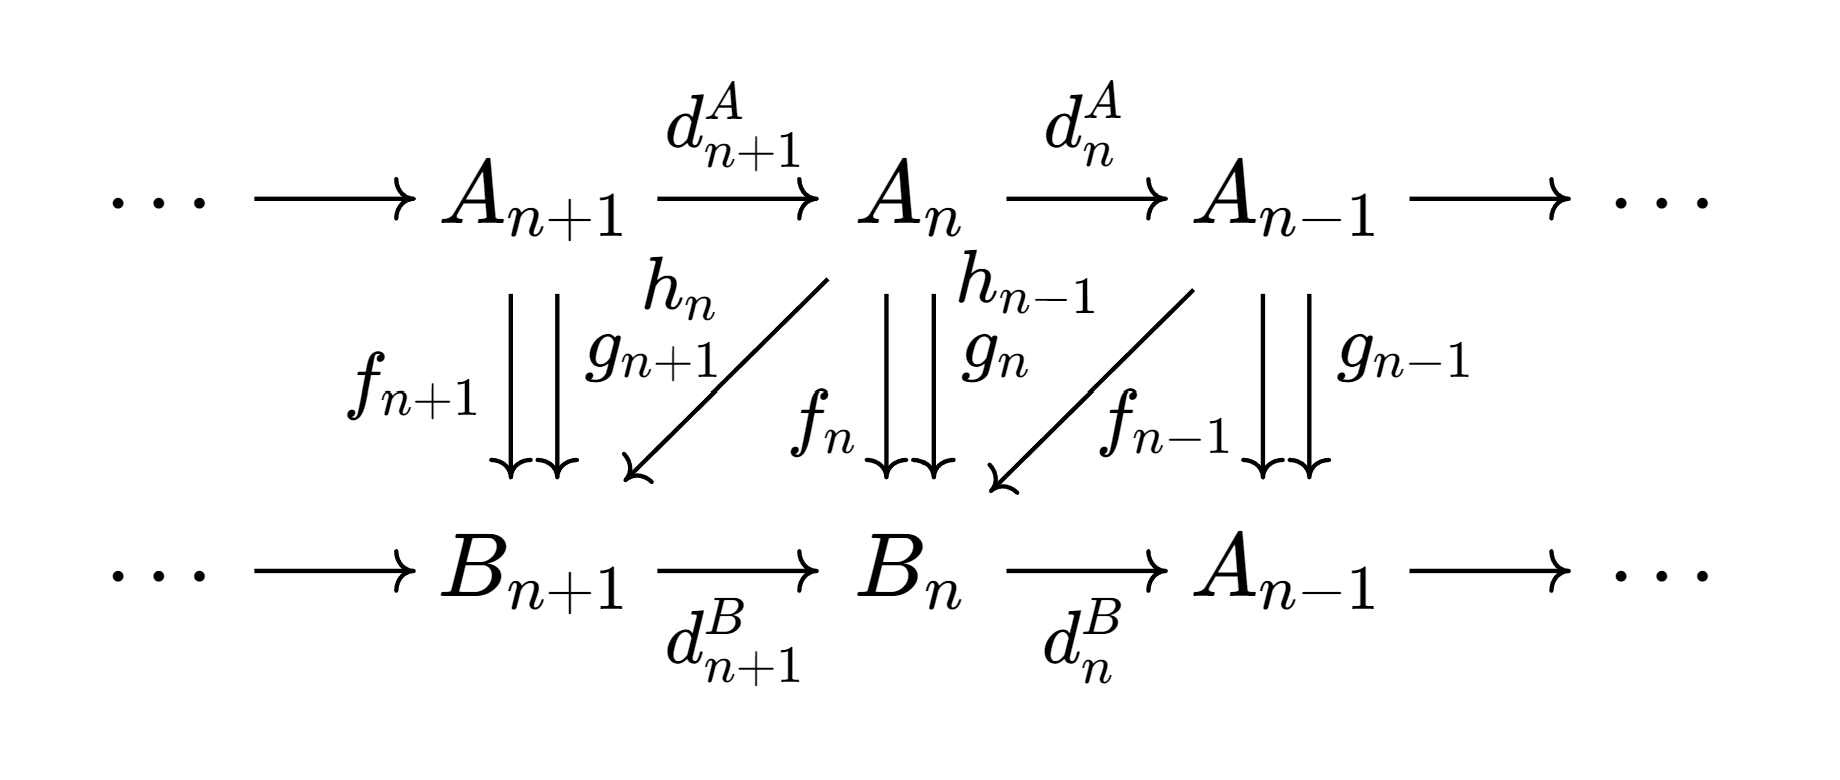 d^A_{n+1} d^A_n
⋯ ⟶ A_{n+1} ⟶ A_n ⟶ A_{n−1} ⟶ ⋯
h_n h_{n−1}
f_{n+1} g_{n+1} f_n g_n f_{n−1} g_{n−1}
⋯ ⟶ B_{n+1} ⟶ B_n ⟶ A_{n−1} ⟶ ⋯
d^B_{n+1} d^B_n